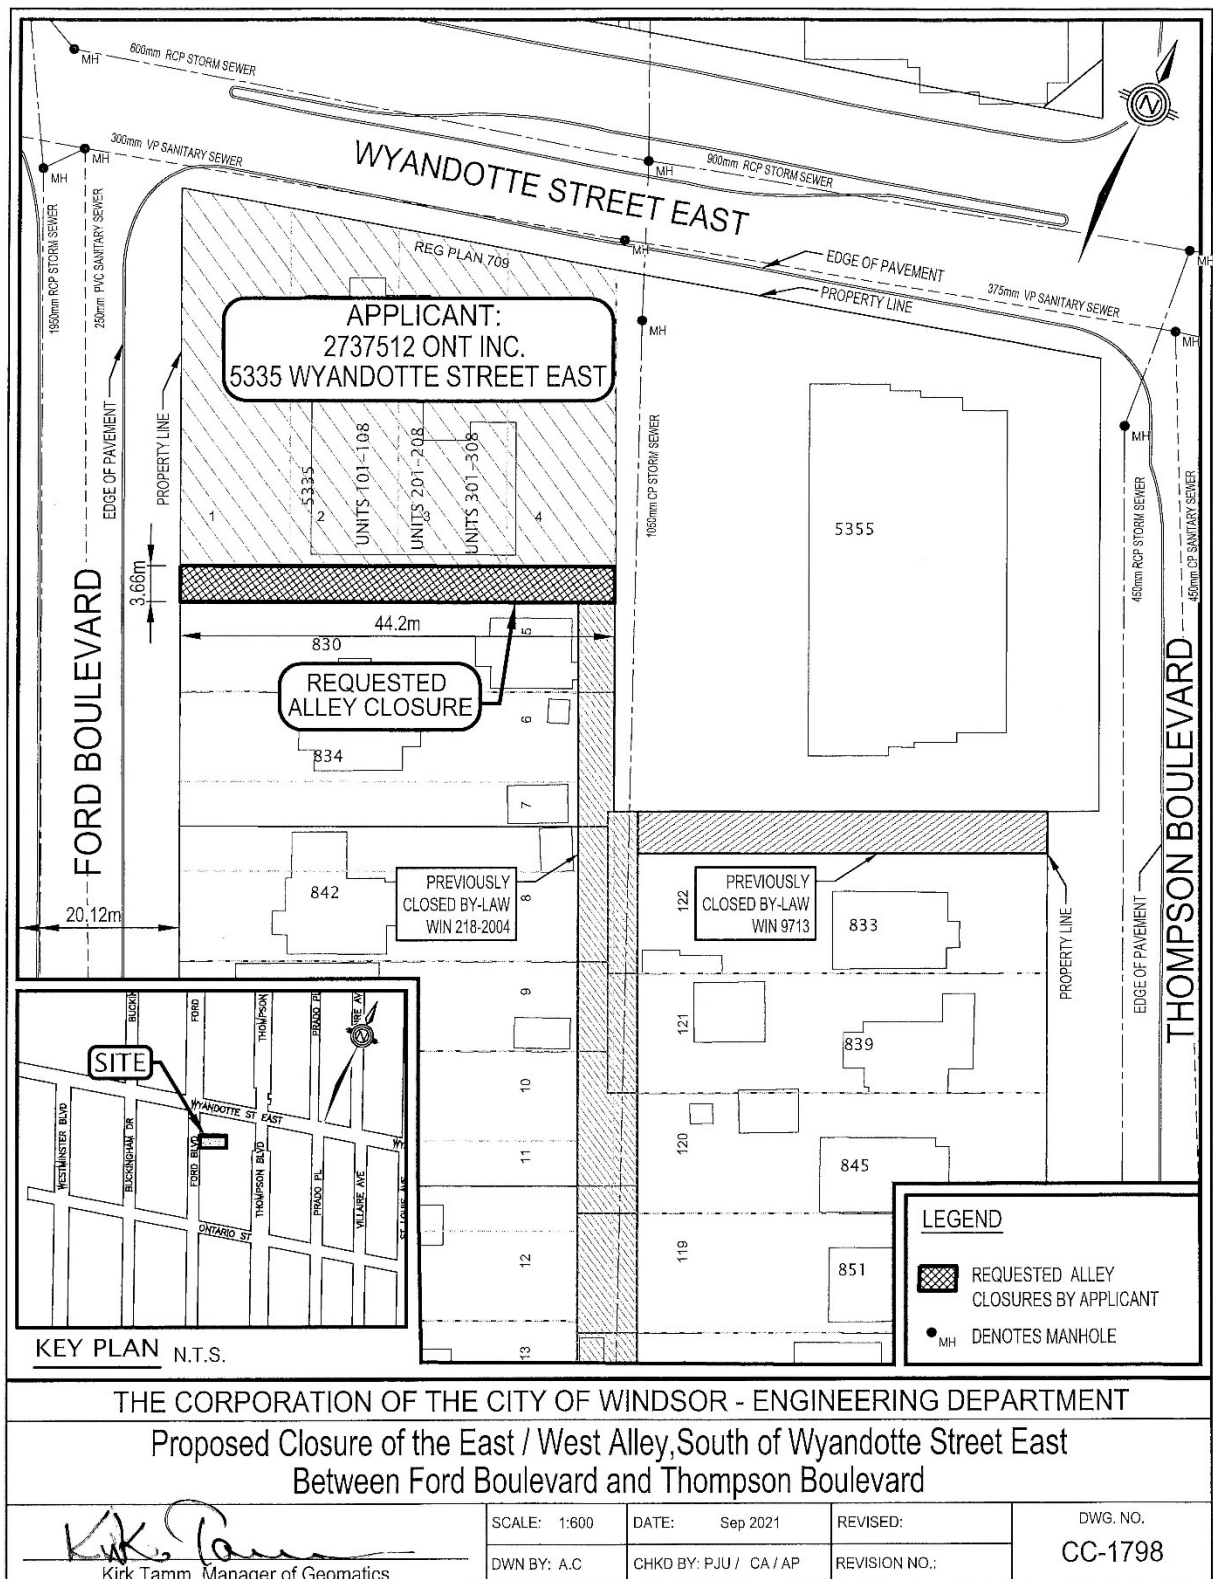 600mm RCP STORM SEWER
MH
300mm VP SANITARY SEWER
MH
MH
WYANDOTTE STREET EAST
900mm RCP STORM SEWER
MH
MH
N
EDGE OF PAVEMENT
PROPERTY LINE
375mm VP SANITARY SEWER
MH
MH
MH
MH
REG PLAN 709
APPLICANT:
2737512 ONT INC.
5335 WYANDOTTE STREET EAST
1950mm RCP STORM SEWER
250mm PVC SANITARY SEWER
EDGE OF PAVEMENT
PROPERTY LINE
5335
UNITS 101-108
UNITS 201-208
UNITS 301-308
1
2
3
4
1050mm CP STORM SEWER
5355
450mm RCP STORM SEWER
450mm CP SANITARY SEWER
3.66m
44.2m
FORD BOULEVARD
THOMPSON BOULEVARD
830
5
REQUESTED
ALLEY CLOSURE
6
834
7
842
8
PREVIOUSLY
CLOSED BY-LAW
WIN 218-2004
PREVIOUSLY
CLOSED BY-LAW
WIN 9713
20.12m
122
833
PROPERTY LINE
EDGE OF PAVEMENT
9
121
839
10
120
845
11
119
851
12
13
SITE
BUCKIN
FORD
THOMPSON
PRADO PL
RE AV
N
WYANDOTTE ST EAST
WY
WESTMINSTER BLVD
BUCKINGHAM DR
FORD BLVD
THOMPSON BLVD
PRADO PL
VILLAIRE AVE
ST LOUIS AVE
ONTARIO ST
KEY PLAN N.T.S.
LEGEND
REQUESTED ALLEY
CLOSURES BY APPLICANT
MH DENOTES MANHOLE
THE CORPORATION OF THE CITY OF WINDSOR - ENGINEERING DEPARTMENT
Proposed Closure of the East / West Alley,South of Wyandotte Street East
Between Ford Boulevard and Thompson Boulevard
Kirk Tamm
Kirk Tamm, Manager of Geomatics
SCALE: 1:600
DATE: Sep 2021
REVISED:
DWG. NO.
CC-1798
DWN BY: A.C
CHKD BY: PJU / CA / AP
REVISION NO.: